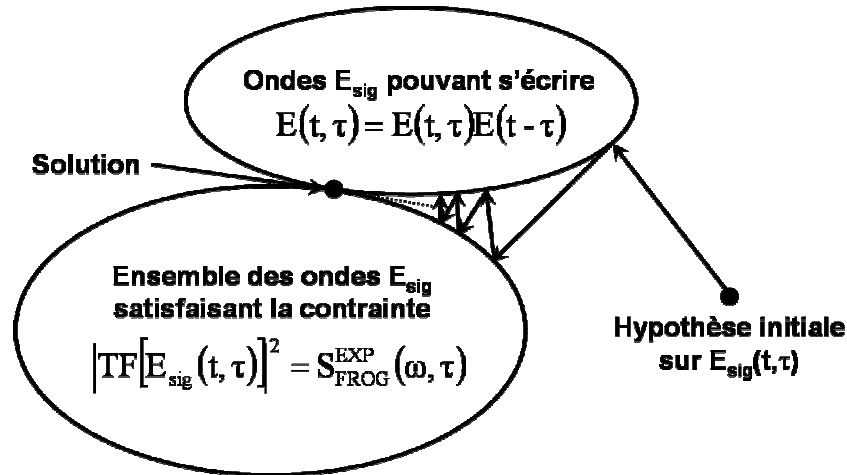 Ondes E_sig pouvant s'écrire
E(t, τ) = E(t, τ)E(t - τ)
Solution
Ensemble des ondes E_sig
satisfaisant la contrainte
|TF[E_sig (t, τ)]|² = S_FROG^EXP (ω, τ)
Hypothèse initiale
sur E_sig(t,τ)